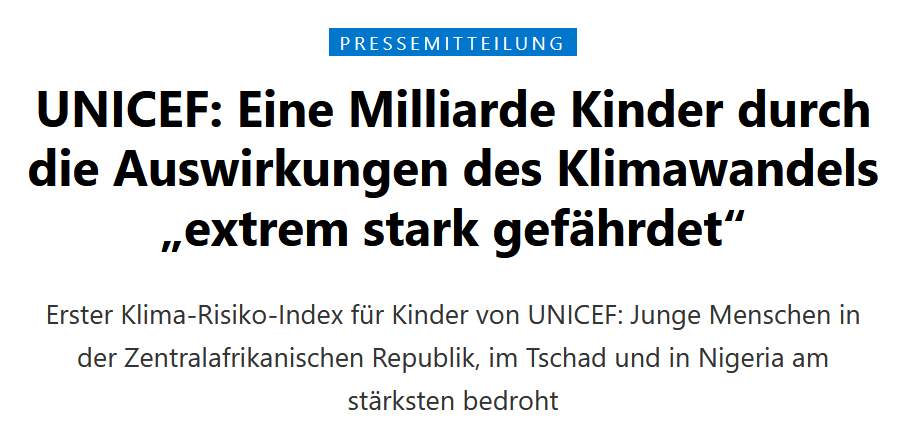 PRESSEMITTEILUNG
UNICEF: Eine Milliarde Kinder durch
die Auswirkungen des Klimawandels
„extrem stark gefährdet“
Erster Klima-Risiko-Index für Kinder von UNICEF: Junge Menschen in
der Zentralafrikanischen Republik, im Tschad und in Nigeria am
stärksten bedroht